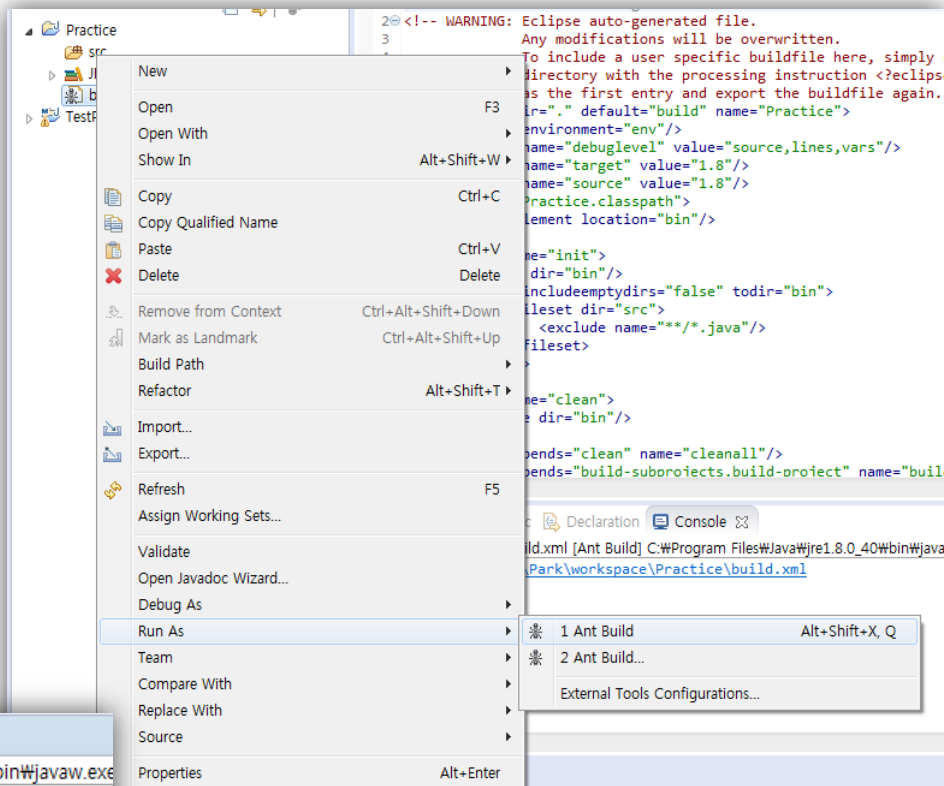 Practice
src
New
Open F3
Open With
Show In Alt+Shift+W
Copy Ctrl+C
Copy Qualified Name
Paste Ctrl+V
Delete Delete
Remove from Context Ctrl+Alt+Shift+Down
Mark as Landmark Ctrl+Alt+Shift+Up
Build Path
Refactor Alt+Shift+T
Import...
Export...
Refresh F5
Assign Working Sets...
Validate
Open Javadoc Wizard...
Debug As
Run As
Team
Compare With
Replace With
Source
Properties Alt+Enter
1 Ant Build Alt+Shift+X, Q
2 Ant Build...
External Tools Configurations...
2 <!-- WARNING: Eclipse auto-generated file.
3 Any modifications will be overwritten.
To include a user specific buildfile here, simply
directory with the processing instruction <?eclips
as the first entry and export the buildfile again.
ir="." default="build" name="Practice">
environment="env"/>
name="debuglevel" value="source,lines,vars"/>
name="target" value="1.8"/>
name="source" value="1.8"/>
Practice.classpath">
lement location="bin"/>
me="init">
dir="bin"/>
includeemptydirs="false" todir="bin">
ileset dir="src">
<exclude name="**/*.java"/>
fileset>
>
me="clean">
e dir="bin"/>
pends="clean" name="cleanall"/>
pends="build-subprojects.build-project" name="buil
c Declaration Console
ild.xml [Ant Build] C:₩Program Files₩Java₩jre1.8.0_40₩bin₩java
\Park\workspace\Practice\build.xml
bin₩javaw.exe